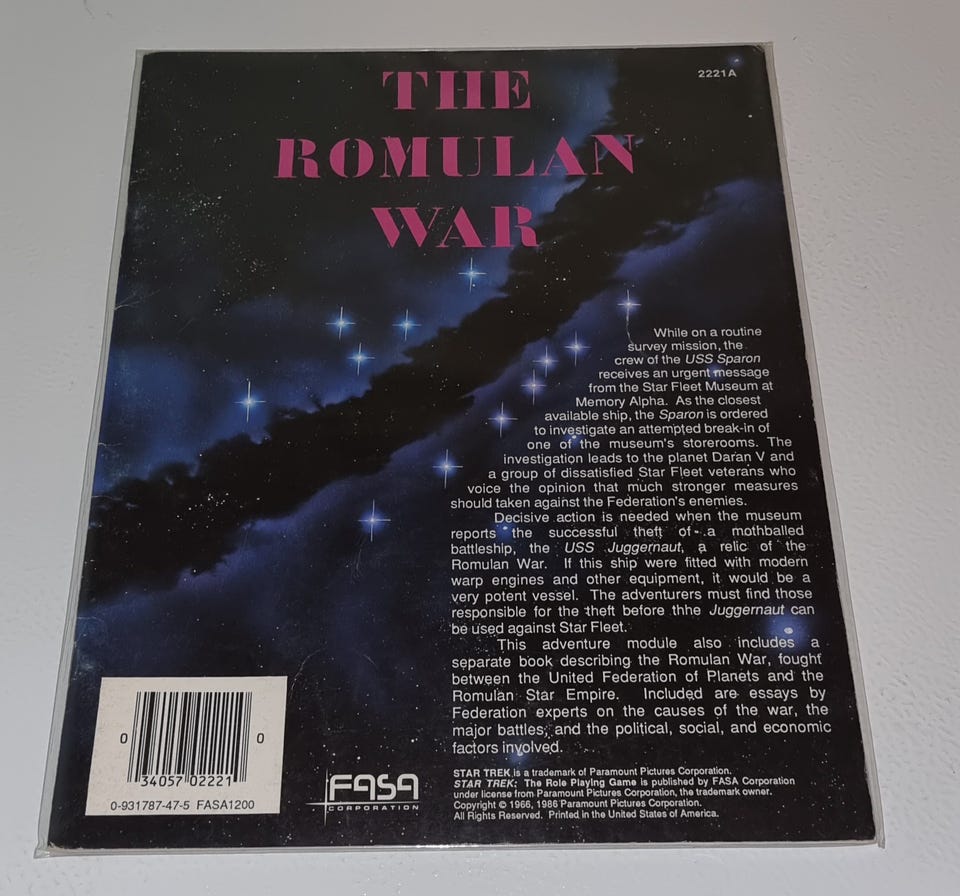 2221A
THE
ROMULAN
WAR
While on a routine
survey mission, the
crew of the USS Sparon
receives an urgent message
from the Star Fleet Museum at
Memory Alpha. As the closest
available ship, the Sparon is ordered
to investigate an attempted break-in of
one of the museum's storerooms. The
investigation leads to the planet Daran V and
a group of dissatisfied Star Fleet veterans who
voice the opinion that much stronger measures
should taken against the Federation's enemies.
Decisive action is needed when the museum
reports the successful theft of a mothballed
battleship, the USS Juggernaut, a relic of the
Romulan War. If this ship were fitted with modern
warp engines and other equipment, it would be a
very potent vessel. The adventurers must find those
responsible for the theft before thhe Juggernaut can
be used against Star Fleet.
This adventure module also includes a
separate book describing the Romulan War, fought
between the United Federation of Planets and the
Romulan Star Empire. Included are essays by
Federation experts on the causes of the war, the
major battles, and the political, social, and economic
factors involved.
STAR TREK is a trademark of Paramount Pictures Corporation.
STAR TREK: The Role Playing Game is published by FASA Corporation
under license from Paramount Pictures Corporation, the trademark owner.
Copyright © 1966, 1986 Paramount Pictures Corporation.
All Rights Reserved. Printed in the United States of America.
0 0
34057 02221
0-931787-47-5 FASA1200
FASA
CORPORATION